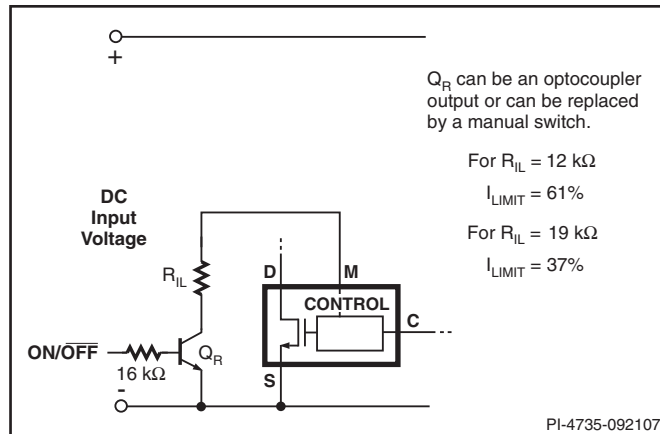 +
Q_R can be an optocoupler
output or can be replaced
by a manual switch.
For R_IL = 12 kΩ
I_LIMIT = 61%
For R_IL = 19 kΩ
I_LIMIT = 37%
DC
Input
Voltage
R_IL
D
M
CONTROL
C
ON/O̅F̅F̅
Q_R
16 kΩ
S
-
PI-4735-092107